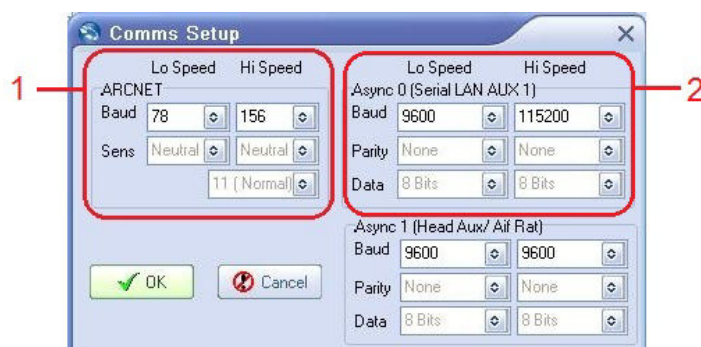 Comms Setup
1
Lo Speed Hi Speed
ARCNET
Baud 78 156
Sens Neutral Neutral
11 ( Normal)
OK Cancel
2
Lo Speed Hi Speed
Async 0 (Serial LAN AUX 1)
Baud 9600 115200
Parity None None
Data 8 Bits 8 Bits
Async 1 (Head Aux/ Aif Rat)
Baud 9600 9600
Parity None None
Data 8 Bits 8 Bits